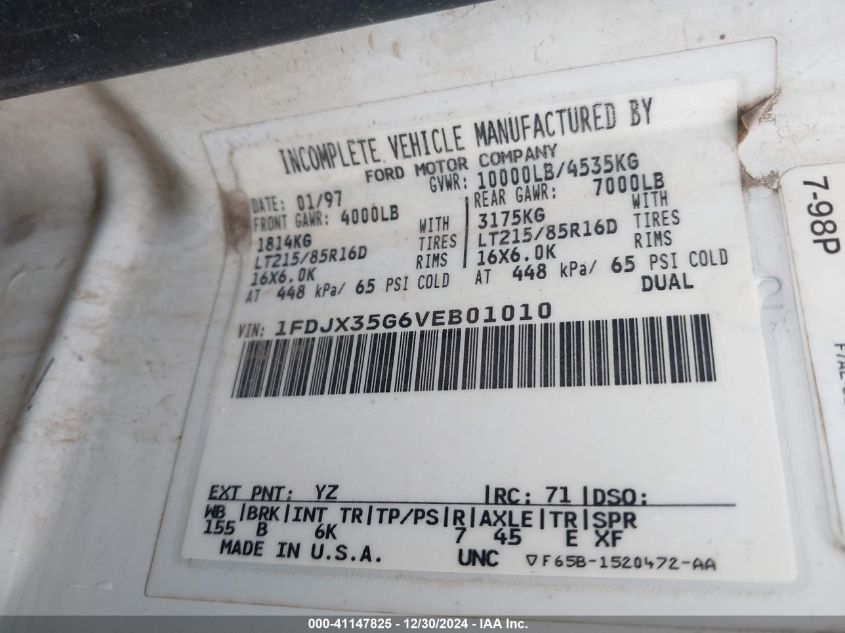 INCOMPLETE VEHICLE MANUFACTURED BY
FORD MOTOR COMPANY
DATE: 01/97 GVWR: 10000LB/4535KG
FRONT GAWR: 4000LB REAR GAWR: 7000LB
1814KG WITH 3175KG WITH
LT215/85R16D TIRES LT215/85R16D TIRES
16X6.0K RIMS 16X6.0K RIMS
AT 448 kPa/ 65 PSI COLD AT 448 kPa/ 65 PSI COLD
DUAL
VIN: 1FDJX35G6VEB01010
EXT PNT: YZ |RC: 71 |DSO:
WB |BRK|INT TR|TP/PS|R|AXLE|TR|SPR
155 B 6K 7 45 E XF
MADE IN U.S.A. UNC ▽F65B-1520472-AA
7-98P
000-41147825 - 12/30/2024 - IAA Inc.